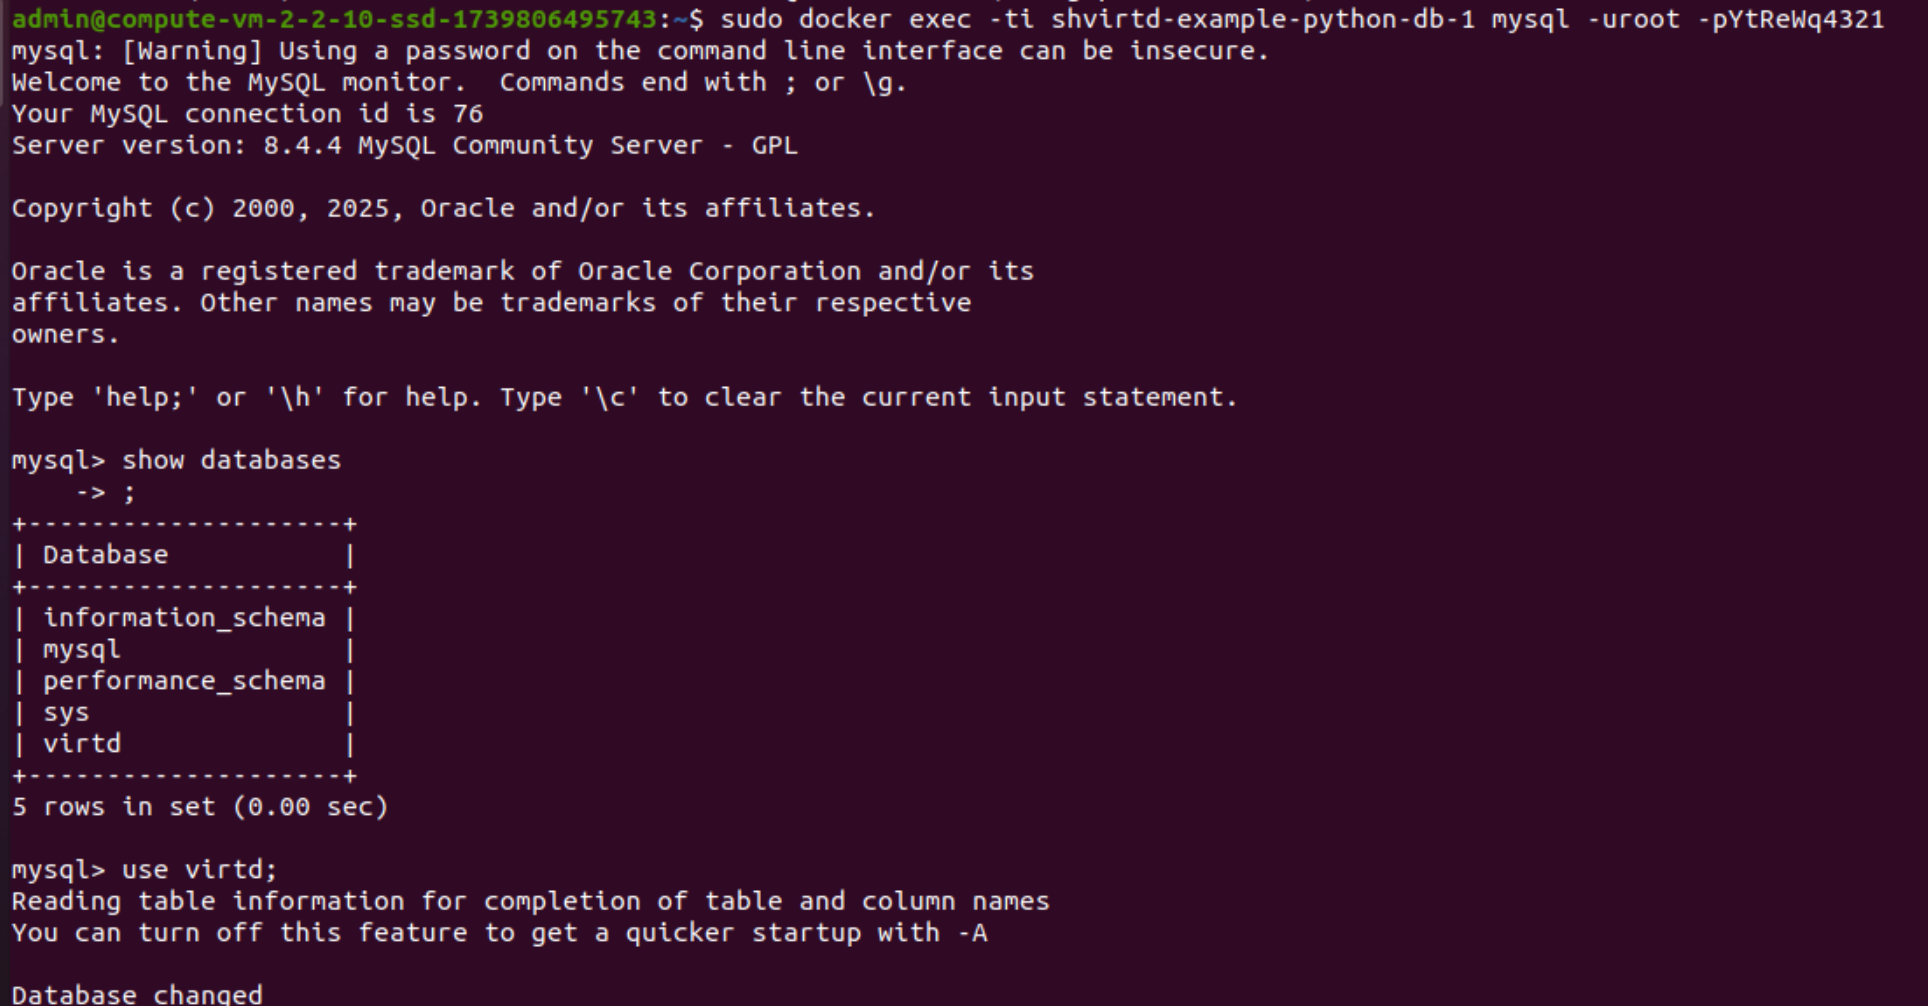 admin@compute-vm-2-2-10-ssd-1739806495743:~$ sudo docker exec -ti shvirtd-example-python-db-1 mysql -uroot -pYtReWq4321
mysql: [Warning] Using a password on the command line interface can be insecure.
Welcome to the MySQL monitor.  Commands end with ; or \g.
Your MySQL connection id is 76
Server version: 8.4.4 MySQL Community Server - GPL

Copyright (c) 2000, 2025, Oracle and/or its affiliates.

Oracle is a registered trademark of Oracle Corporation and/or its
affiliates. Other names may be trademarks of their respective
owners.

Type 'help;' or '\h' for help. Type '\c' to clear the current input statement.

mysql> show databases
    -> ;
+--------------------+
| Database           |
+--------------------+
| information_schema |
| mysql              |
| performance_schema |
| sys                |
| virtd              |
+--------------------+
5 rows in set (0.00 sec)

mysql> use virtd;
Reading table information for completion of table and column names
You can turn off this feature to get a quicker startup with -A

Database changed